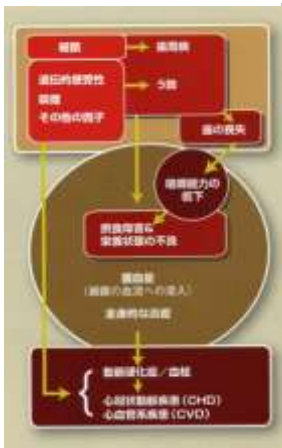 細菌
歯周病
遺伝的感受性
喫煙
その他の因子
う蝕
歯の喪失
咀嚼能力の
低下
摂食障害&
栄養状態の不良
菌血症
(細菌の血流への侵入)
全身的な炎症
動脈硬化症/血栓
心冠状動脈疾患(CHD)
心血管系疾患(CVD)